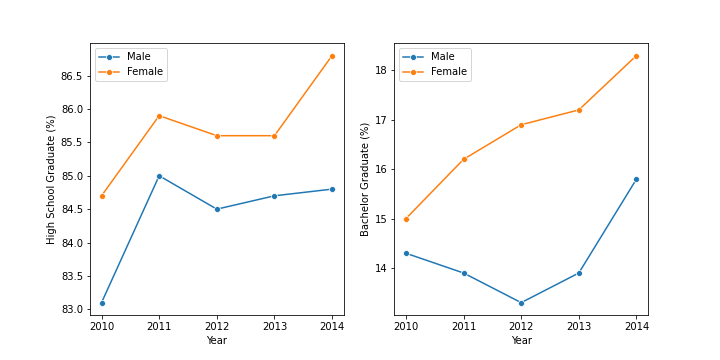 Male
Female
86.5
86.0
85.5
85.0
84.5
84.0
83.5
83.0
High School Graduate (%)
2010 2011 2012 2013 2014
Year
Male
Female
18
17
16
15
14
Bachelor Graduate (%)
2010 2011 2012 2013 2014
Year